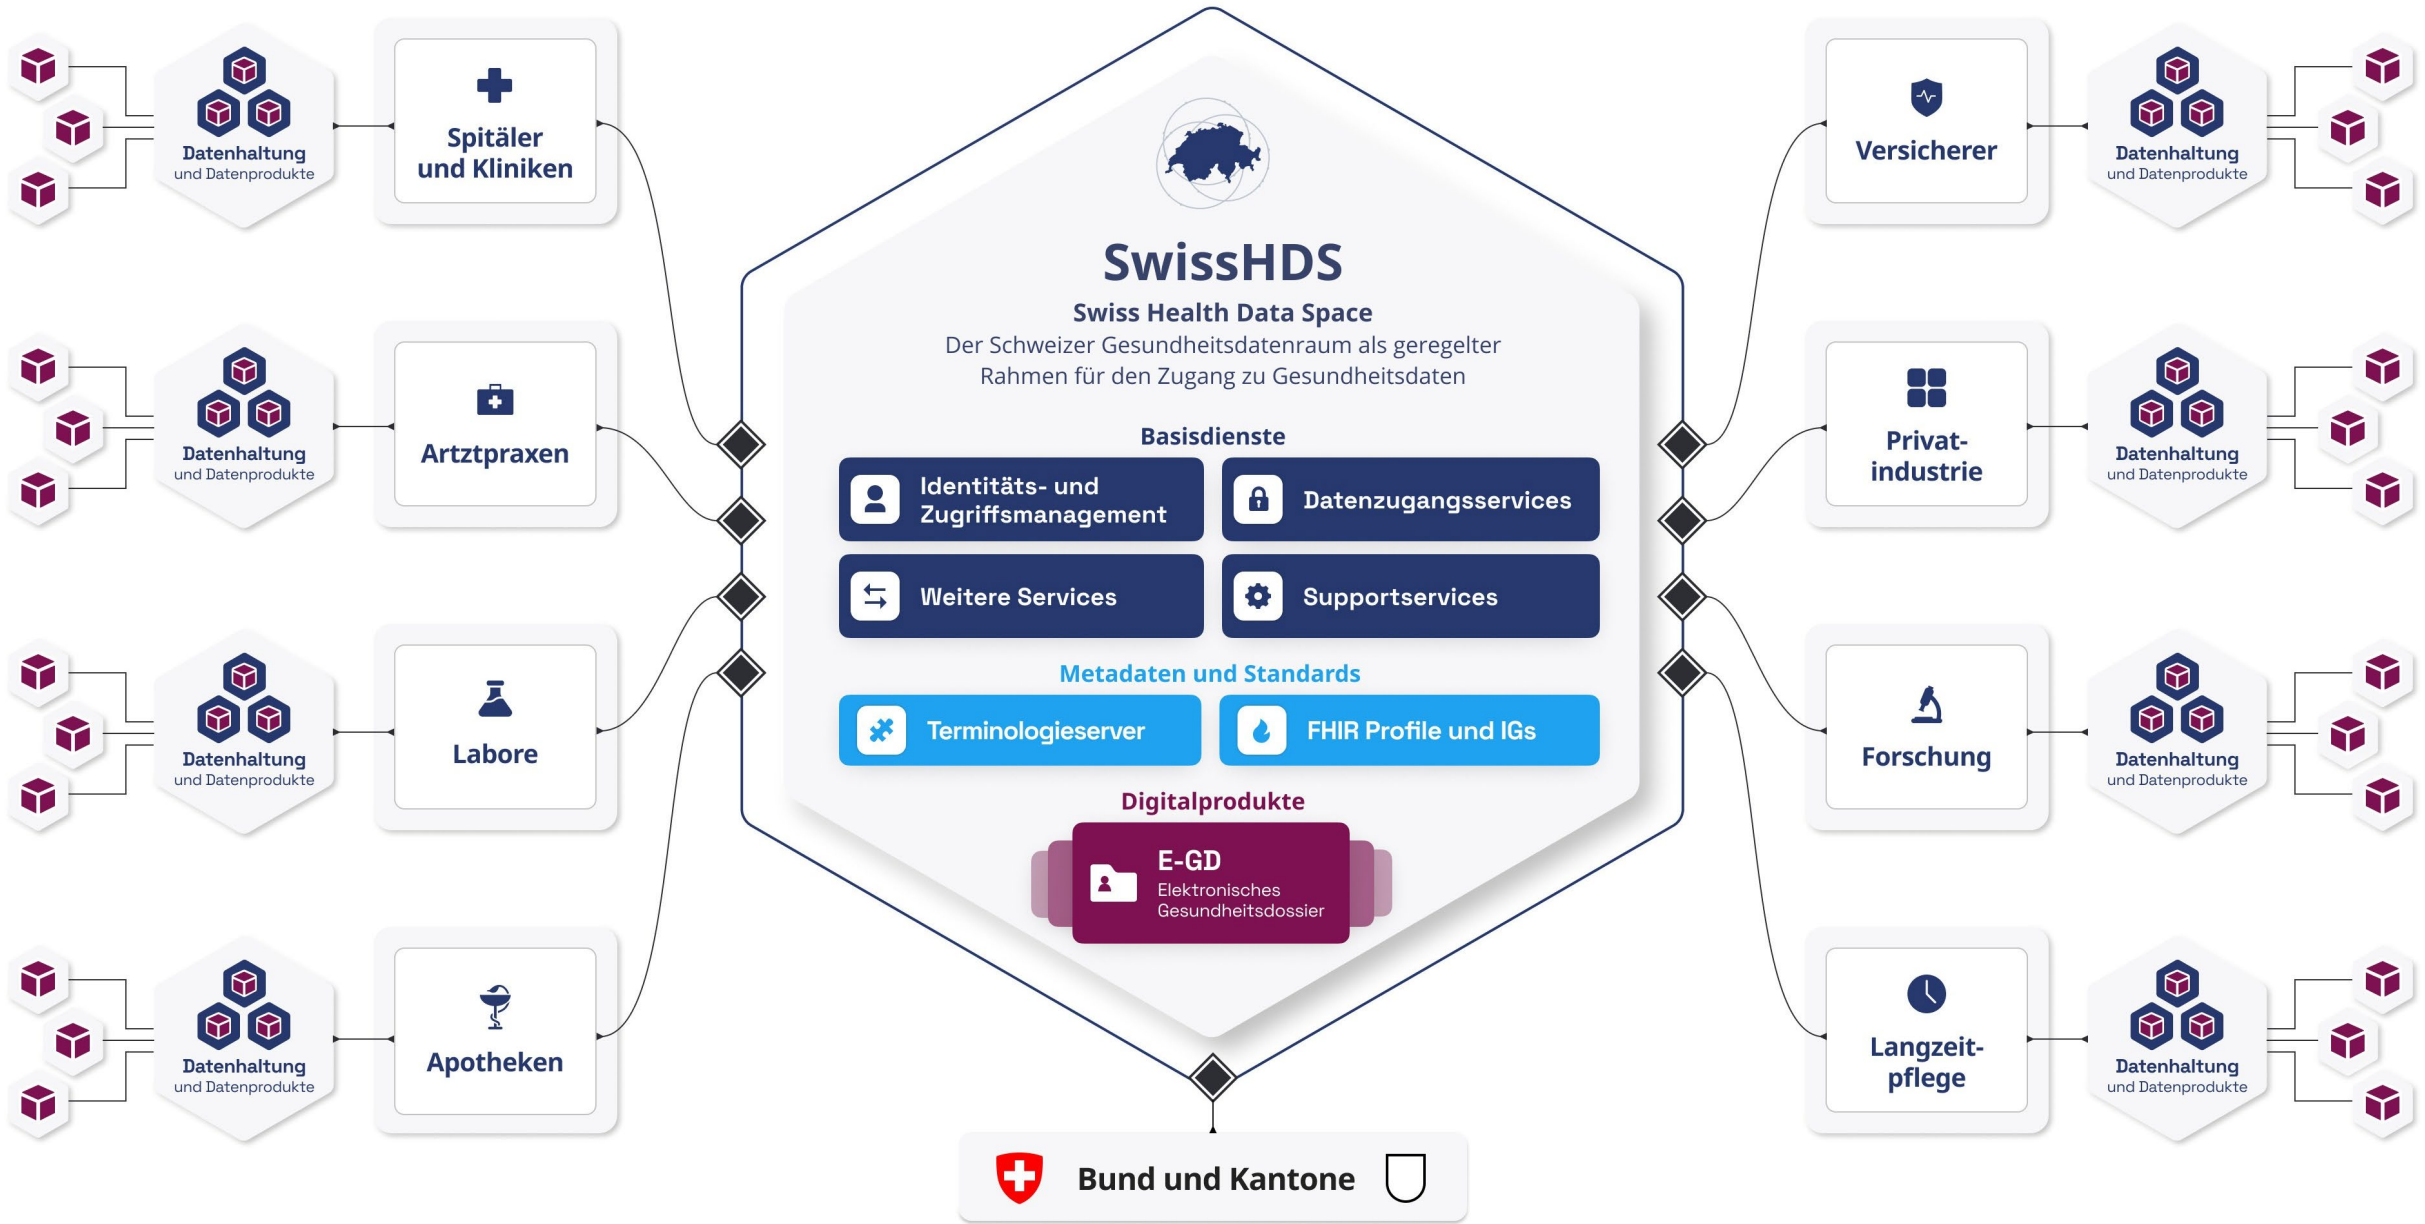 Datenhaltung
und Datenprodukte
Spitäler
und Kliniken
Datenhaltung
und Datenprodukte
Artztpraxen
Datenhaltung
und Datenprodukte
Labore
Datenhaltung
und Datenprodukte
Apotheken
SwissHDS
Swiss Health Data Space
Der Schweizer Gesundheitsdatenraum als geregelter
Rahmen für den Zugang zu Gesundheitsdaten
Basisdienste
Identitäts- und
Zugriffsmanagement
Datenzugangsservices
Weitere Services
Supportservices
Metadaten und Standards
Terminologieserver
FHIR Profile und IGs
Digitalprodukte
E-GD
Elektronisches
Gesundheitsdossier
Bund und Kantone
Versicherer
Datenhaltung
und Datenprodukte
Privat-
industrie
Datenhaltung
und Datenprodukte
Forschung
Datenhaltung
und Datenprodukte
Langzeit-
pflege
Datenhaltung
und Datenprodukte